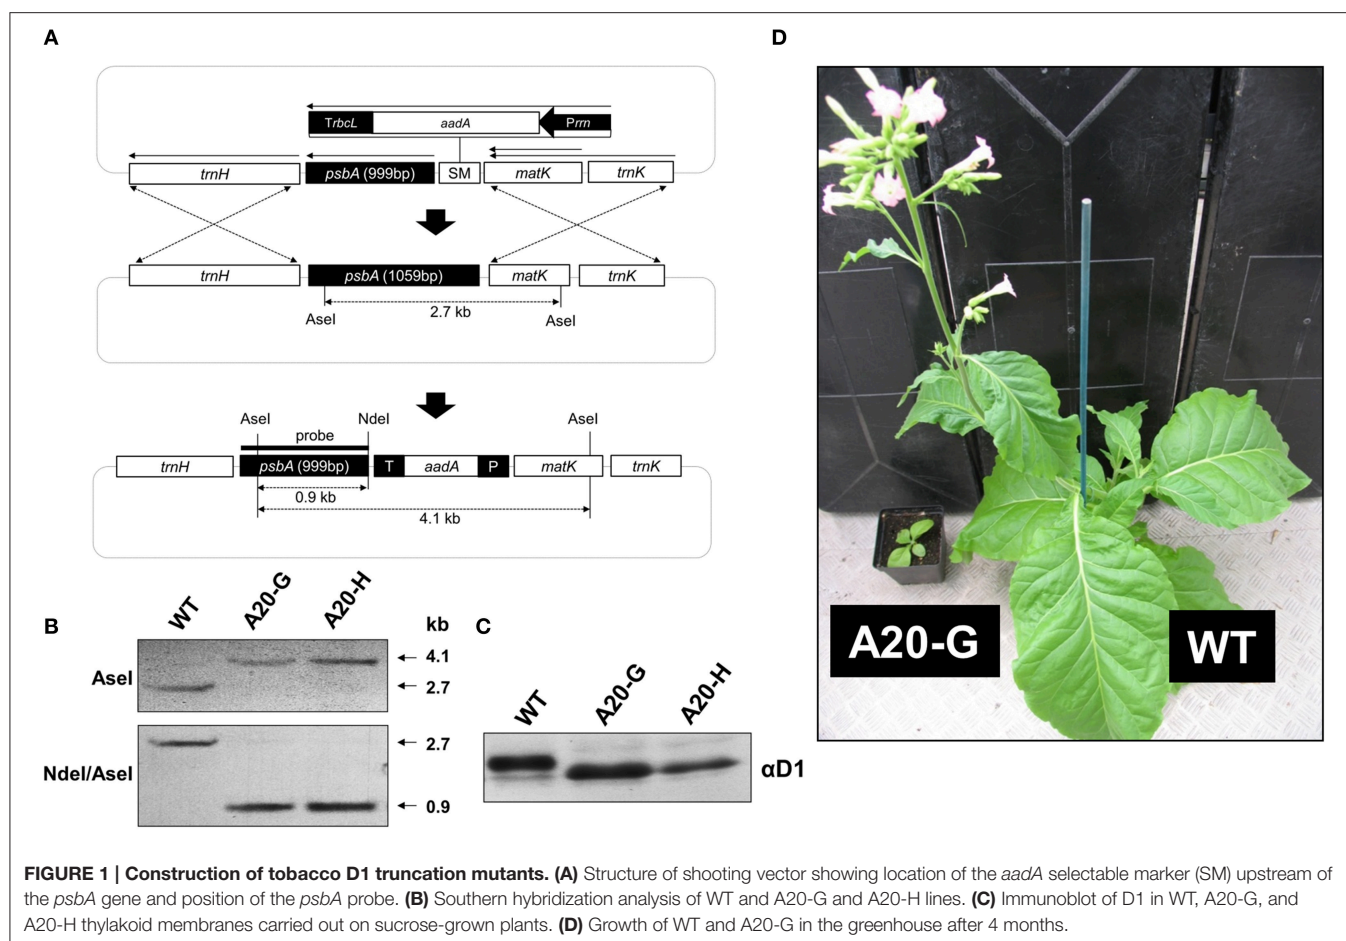 A
TrbcL aadA Prrn
trnH psbA (999bp) SM matK trnK
trnH psbA (1059bp) matK trnK
2.7 kb
AseI AseI
AseI NdeI AseI
probe
trnH psbA (999bp) T aadA P matK trnK
0.9 kb
4.1 kb
B
WT A20-G A20-H kb
AseI
4.1
2.7
NdeI/AseI
2.7
0.9
C
WT A20-G A20-H
αD1
D
A20-G WT
FIGURE 1 | Construction of tobacco D1 truncation mutants. (A) Structure of shooting vector showing location of the aadA selectable marker (SM) upstream of
the psbA gene and position of the psbA probe. (B) Southern hybridization analysis of WT and A20-G and A20-H lines. (C) Immunoblot of D1 in WT, A20-G, and
A20-H thylakoid membranes carried out on sucrose-grown plants. (D) Growth of WT and A20-G in the greenhouse after 4 months.